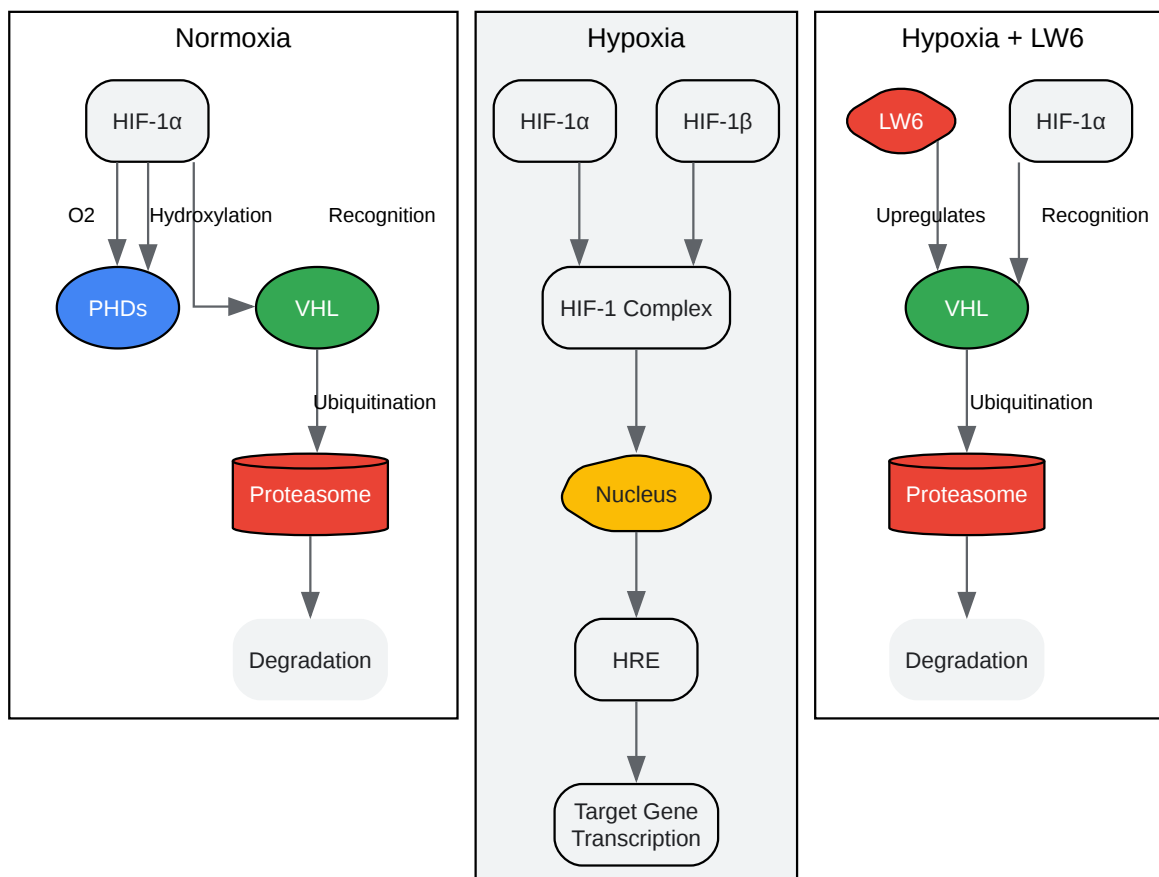 Normoxia
HIF-1α
O2
Hydroxylation
Recognition
PHDs
VHL
Ubiquitination
Proteasome
Degradation
Hypoxia
HIF-1α
HIF-1β
HIF-1 Complex
Nucleus
HRE
Target Gene
Transcription
Hypoxia + LW6
LW6
HIF-1α
Upregulates
Recognition
VHL
Ubiquitination
Proteasome
Degradation